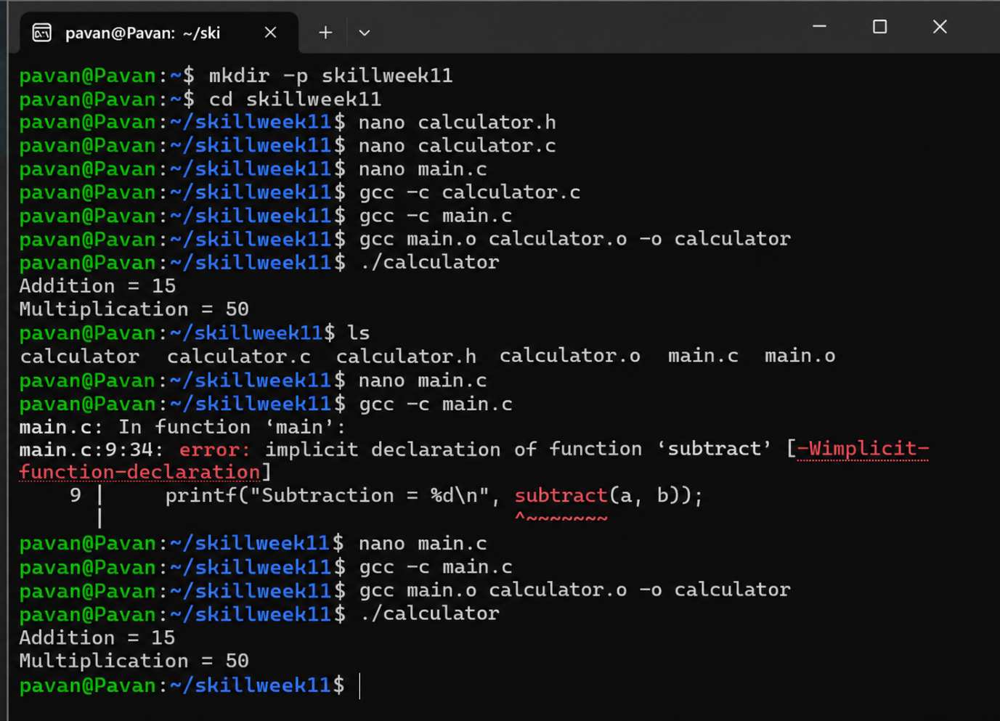 pavan@Pavan: ~/ski
pavan@Pavan:~$ mkdir -p skillweek11
pavan@Pavan:~$ cd skillweek11
pavan@Pavan:~/skillweek11$ nano calculator.h
pavan@Pavan:~/skillweek11$ nano calculator.c
pavan@Pavan:~/skillweek11$ nano main.c
pavan@Pavan:~/skillweek11$ gcc -c calculator.c
pavan@Pavan:~/skillweek11$ gcc -c main.c
pavan@Pavan:~/skillweek11$ gcc main.o calculator.o -o calculator
pavan@Pavan:~/skillweek11$ ./calculator
Addition = 15
Multiplication = 50
pavan@Pavan:~/skillweek11$ ls
calculator  calculator.c  calculator.h  calculator.o  main.c  main.o
pavan@Pavan:~/skillweek11$ nano main.c
pavan@Pavan:~/skillweek11$ gcc -c main.c
main.c: In function ‘main’:
main.c:9:34: error: implicit declaration of function ‘subtract’ [-Wimplicit-
function-declaration]
    9 |     printf("Subtraction = %d\n", subtract(a, b));
      |                                  ^~~~~~~~
pavan@Pavan:~/skillweek11$ nano main.c
pavan@Pavan:~/skillweek11$ gcc -c main.c
pavan@Pavan:~/skillweek11$ gcc main.o calculator.o -o calculator
pavan@Pavan:~/skillweek11$ ./calculator
Addition = 15
Multiplication = 50
pavan@Pavan:~/skillweek11$